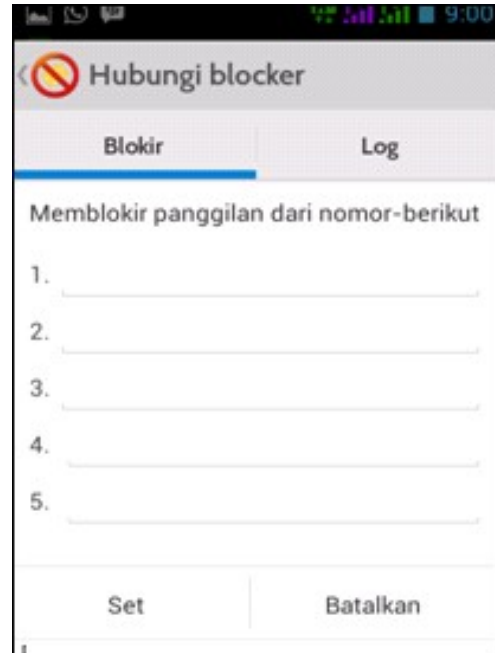 9:00
Hubungi blocker
Blokir Log
Memblokir panggilan dari nomor-berikut
1.
2.
3.
4.
5.
Set Batalkan